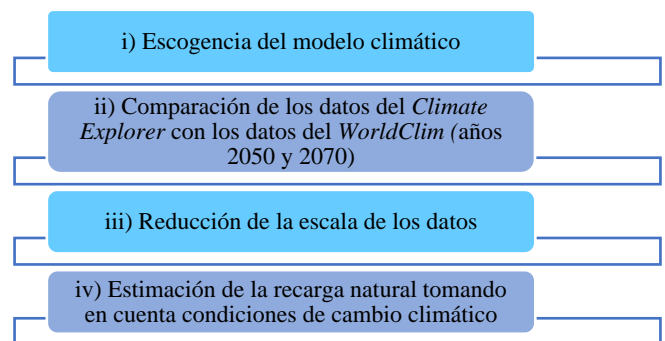 i) Escogencia del modelo climático
ii) Comparación de los datos del Climate
Explorer con los datos del WorldClim (años
2050 y 2070)
iii) Reducción de la escala de los datos
iv) Estimación de la recarga natural tomando
en cuenta condiciones de cambio climático